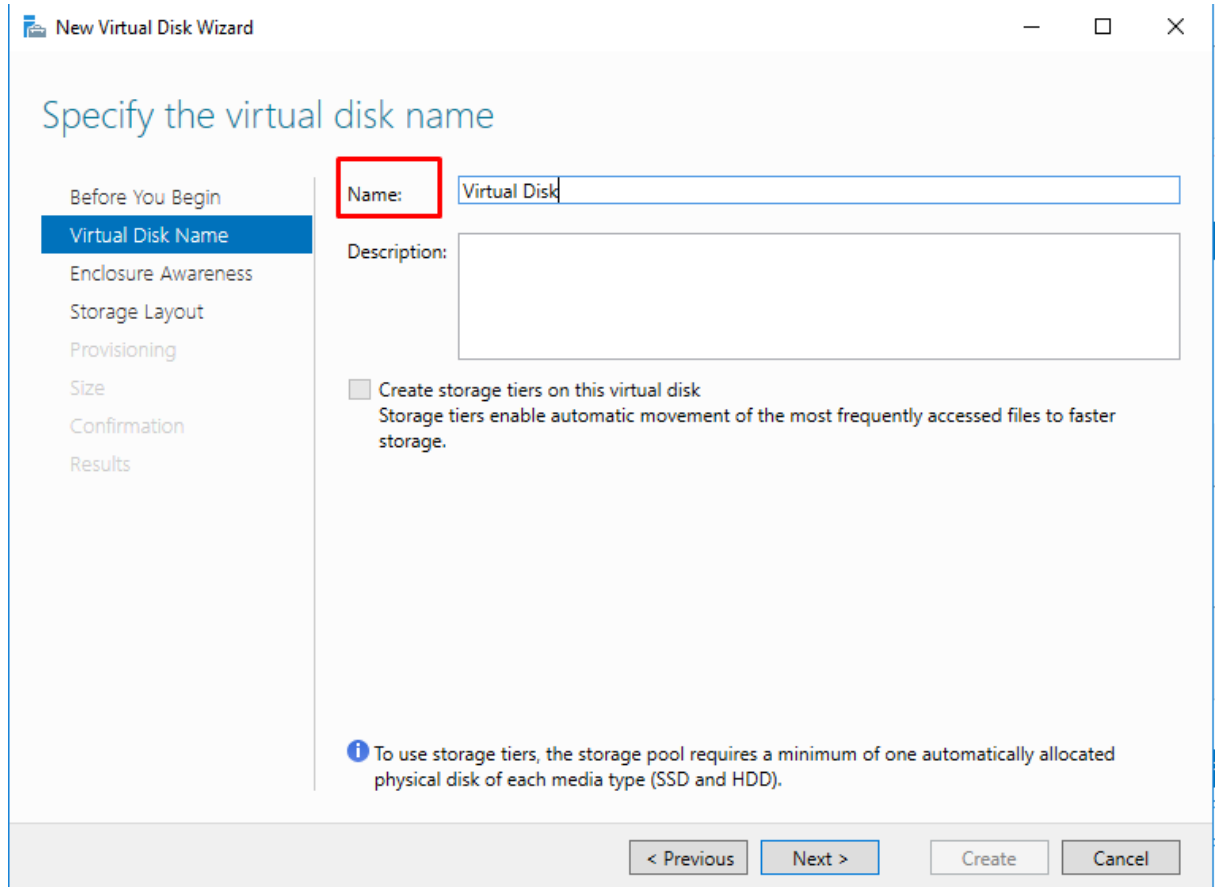 New Virtual Disk Wizard
Specify the virtual disk name
Before You Begin
Virtual Disk Name
Enclosure Awareness
Storage Layout
Provisioning
Size
Confirmation
Results
Name:
Virtual Disk
Description:
Create storage tiers on this virtual disk
Storage tiers enable automatic movement of the most frequently accessed files to faster
storage.
To use storage tiers, the storage pool requires a minimum of one automatically allocated
physical disk of each media type (SSD and HDD).
< Previous
Next >
Create
Cancel